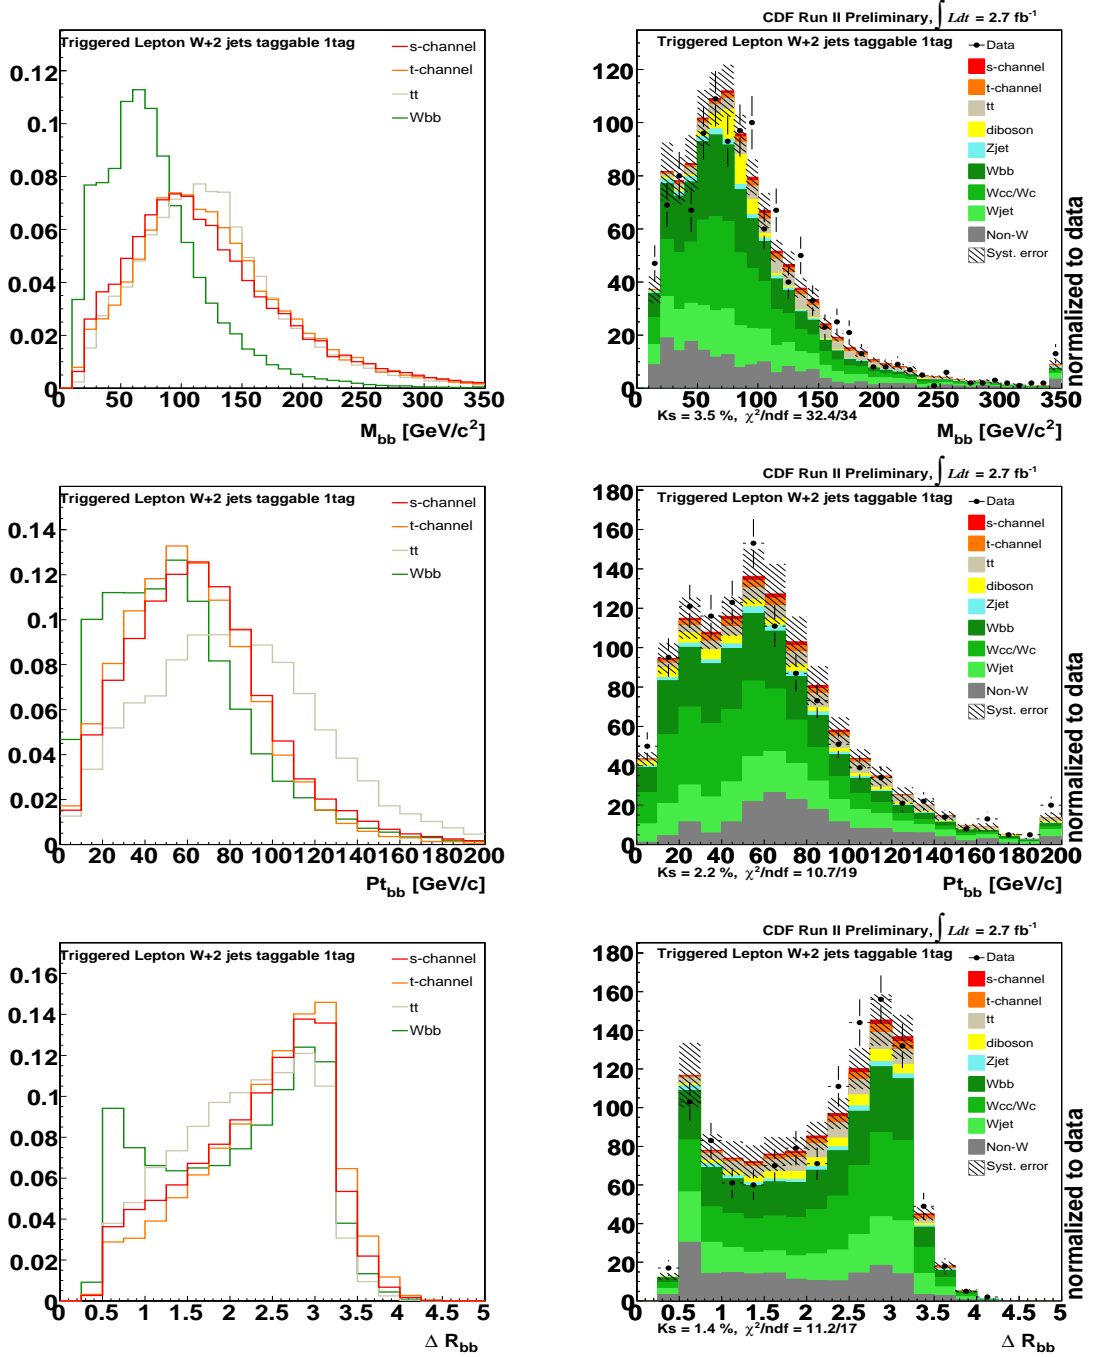 Triggered Lepton W+2 jets taggable 1tag
s-channel
t-channel
tt
Wbb
0.12
0.1
0.08
0.06
0.04
0.02
0
0 50 100 150 200 250 300 350
M_bb [GeV/c²]
CDF Run II Preliminary, ∫ Ldt = 2.7 fb⁻¹
Triggered Lepton W+2 jets taggable 1tag
Data
s-channel
t-channel
tt
diboson
Zjet
Wbb
Wcc/Wc
Wjet
Non-W
Syst. error
120
100
80
60
40
20
0
0 50 100 150 200 250 300 350
Ks = 3.5 %, χ²/ndf = 32.4/34
M_bb [GeV/c²]
normalized to data
Triggered Lepton W+2 jets taggable 1tag
s-channel
t-channel
tt
Wbb
0.14
0.12
0.1
0.08
0.06
0.04
0.02
0
0 20 40 60 80 100 120 140 160 180 200
Pt_bb [GeV/c]
CDF Run II Preliminary, ∫ Ldt = 2.7 fb⁻¹
Triggered Lepton W+2 jets taggable 1tag
Data
s-channel
t-channel
tt
diboson
Zjet
Wbb
Wcc/Wc
Wjet
Non-W
Syst. error
180
160
140
120
100
80
60
40
20
0
0 20 40 60 80 100 120 140 160 180 200
Ks = 2.2 %, χ²/ndf = 10.7/19
Pt_bb [GeV/c]
normalized to data
Triggered Lepton W+2 jets taggable 1tag
s-channel
t-channel
tt
Wbb
0.16
0.14
0.12
0.1
0.08
0.06
0.04
0.02
0
0 0.5 1 1.5 2 2.5 3 3.5 4 4.5 5
Δ R_bb
CDF Run II Preliminary, ∫ Ldt = 2.7 fb⁻¹
Triggered Lepton W+2 jets taggable 1tag
Data
s-channel
t-channel
tt
diboson
Zjet
Wbb
Wcc/Wc
Wjet
Non-W
Syst. error
180
160
140
120
100
80
60
40
20
0
0 0.5 1 1.5 2 2.5 3 3.5 4 4.5 5
Ks = 1.4 %, χ²/ndf = 11.2/17
Δ R_bb
normalized to data